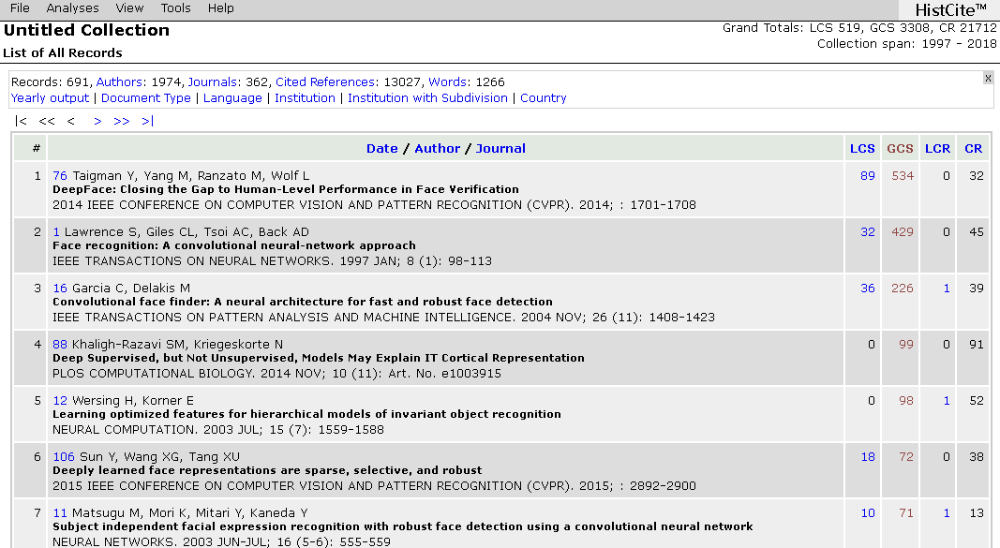 File Analyses View Tools Help HistCite™
Untitled Collection Grand Totals: LCS 519, GCS 3308, CR 21712
Collection span: 1997 - 2018
List of All Records
Records: 691, Authors: 1974, Journals: 362, Cited References: 13027, Words: 1266 x
Yearly output | Document Type | Language | Institution | Institution with Subdivision | Country
|< << < > >> >|
# Date / Author / Journal LCS GCS LCR CR
1 76 Taigman Y, Yang M, Ranzato M, Wolf L 89 534 0 32
DeepFace: Closing the Gap to Human-Level Performance in Face Verification
2014 IEEE CONFERENCE ON COMPUTER VISION AND PATTERN RECOGNITION (CVPR). 2014; : 1701-1708
2 1 Lawrence S, Giles CL, Tsoi AC, Back AD 32 429 0 45
Face recognition: A convolutional neural-network approach
IEEE TRANSACTIONS ON NEURAL NETWORKS. 1997 JAN; 8 (1): 98-113
3 16 Garcia C, Delakis M 36 226 1 39
Convolutional face finder: A neural architecture for fast and robust face detection
IEEE TRANSACTIONS ON PATTERN ANALYSIS AND MACHINE INTELLIGENCE. 2004 NOV; 26 (11): 1408-1423
4 88 Khaligh-Razavi SM, Kriegeskorte N 0 99 0 91
Deep Supervised, but Not Unsupervised, Models May Explain IT Cortical Representation
PLOS COMPUTATIONAL BIOLOGY. 2014 NOV; 10 (11): Art. No. e1003915
5 12 Wersing H, Korner E 0 98 1 52
Learning optimized features for hierarchical models of invariant object recognition
NEURAL COMPUTATION. 2003 JUL; 15 (7): 1559-1588
6 106 Sun Y, Wang XG, Tang XU 18 72 0 38
Deeply learned face representations are sparse, selective, and robust
2015 IEEE CONFERENCE ON COMPUTER VISION AND PATTERN RECOGNITION (CVPR). 2015; : 2892-2900
7 11 Matsugu M, Mori K, Mitari Y, Kaneda Y 10 71 1 13
Subject independent facial expression recognition with robust face detection using a convolutional neural network
NEURAL NETWORKS. 2003 JUN-JUL; 16 (5-6): 555-559